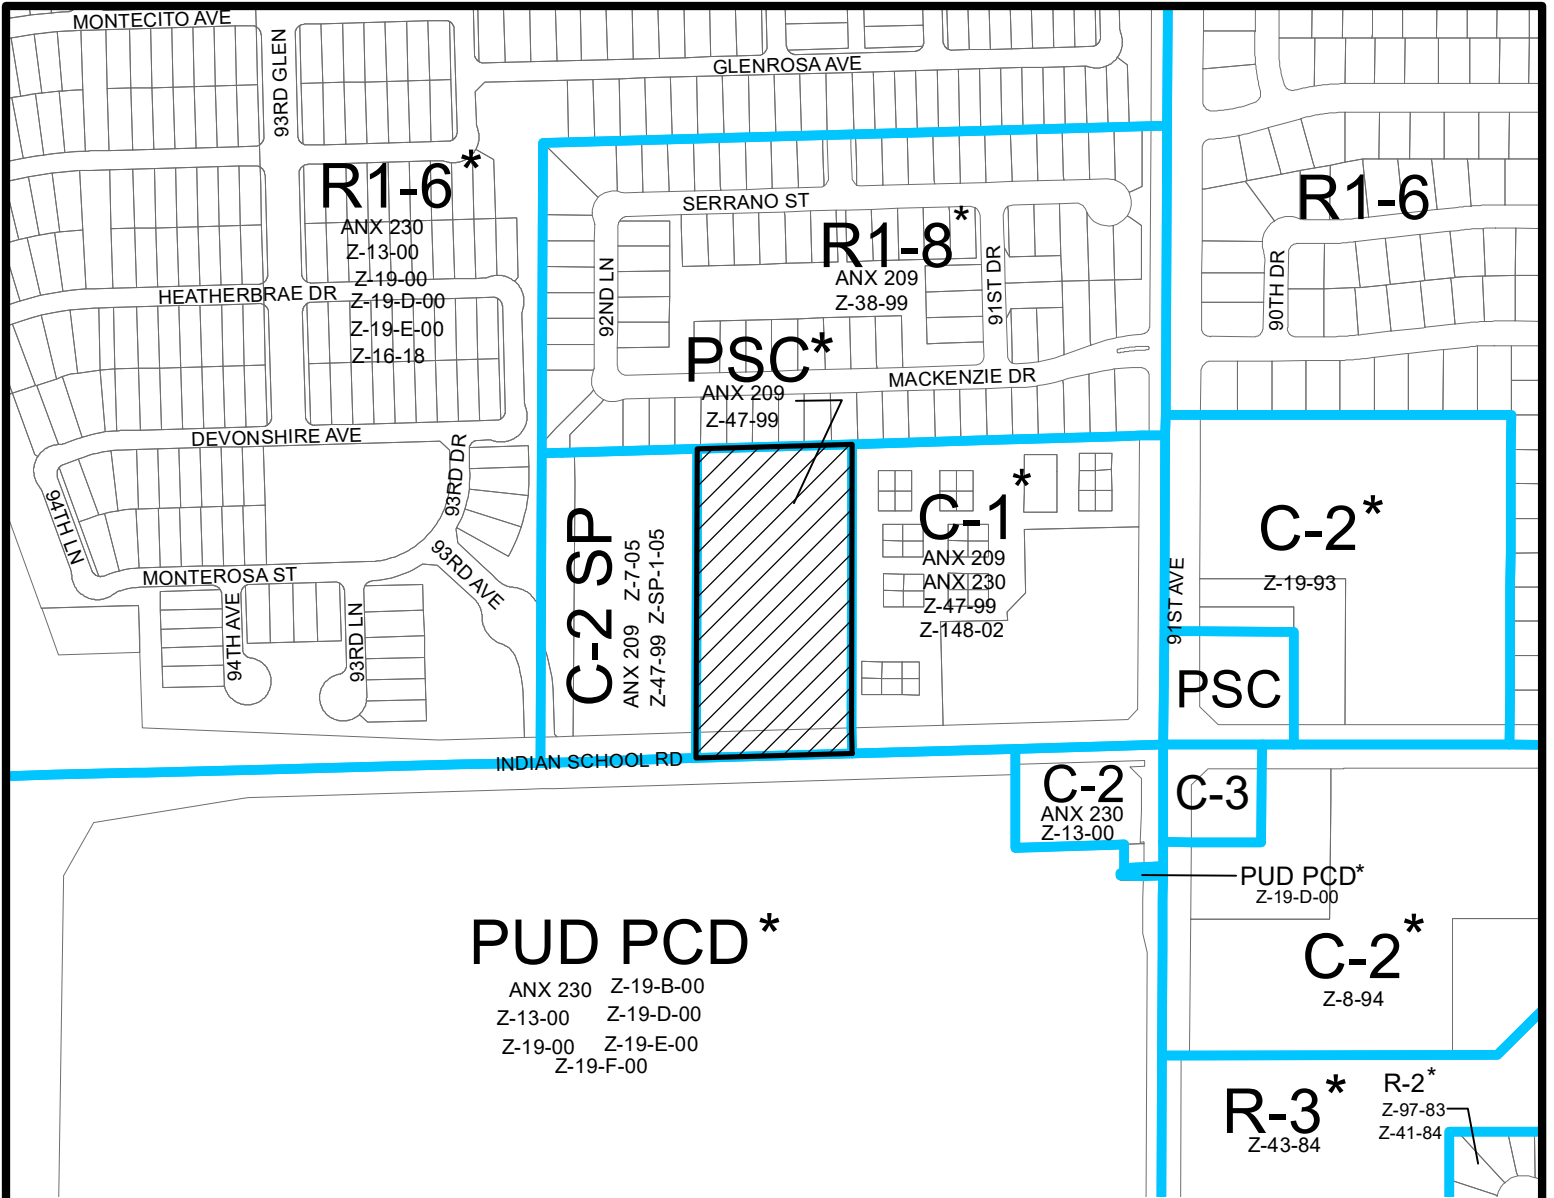 MONTECITO AVE
93RD GLEN
GLENROSA AVE
R1-6*
ANX 230
Z-13-00
Z-19-00
Z-19-D-00
Z-19-E-00
Z-16-18
HEATHERBRAE DR
SERRANO ST
R1-8*
ANX 209
Z-38-99
92ND LN
91ST DR
R1-6
90TH DR
PSC*
ANX 209
Z-47-99
MACKENZIE DR
DEVONSHIRE AVE
93RD DR
94TH LN
MONTEROSA ST
93RD AVE
94TH AVE
93RD LN
C-2 SP
ANX 209 Z-7-05
Z-47-99 Z-SP-1-05
C-1*
ANX 209
ANX 230
Z-47-99
Z-148-02
91ST AVE
C-2*
Z-19-93
PSC
INDIAN SCHOOL RD
C-2
ANX 230
Z-13-00
C-3
PUD PCD*
Z-19-D-00
PUD PCD*
ANX 230 Z-19-B-00
Z-13-00 Z-19-D-00
Z-19-00 Z-19-E-00
Z-19-F-00
C-2*
Z-8-94
R-3*
Z-43-84
R-2*
Z-97-83
Z-41-84